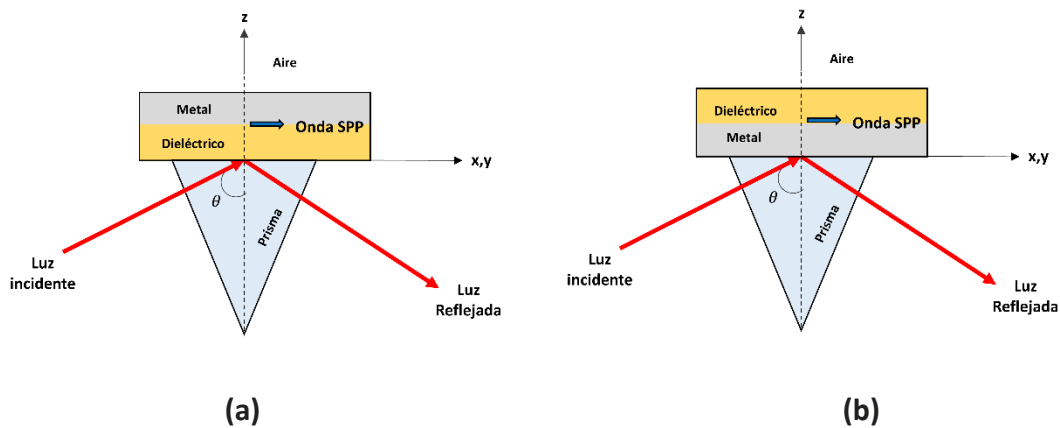 z
Aire
Metal
Onda SPP
Dieléctrico
x,y
θ
Prisma
Luz
incidente
Luz
Reflejada
(a)
z
Aire
Dieléctrico
Onda SPP
Metal
x,y
θ
Prisma
Luz
incidente
Luz
Reflejada
(b)